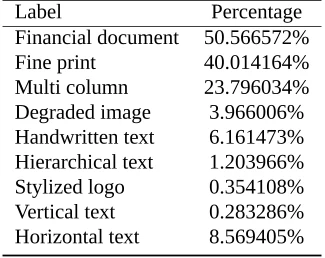 Label Percentage
Financial document 50.566572%
Fine print 40.014164%
Multi column 23.796034%
Degraded image 3.966006%
Handwritten text 6.161473%
Hierarchical text 1.203966%
Stylized logo 0.354108%
Vertical text 0.283286%
Horizontal text 8.569405%